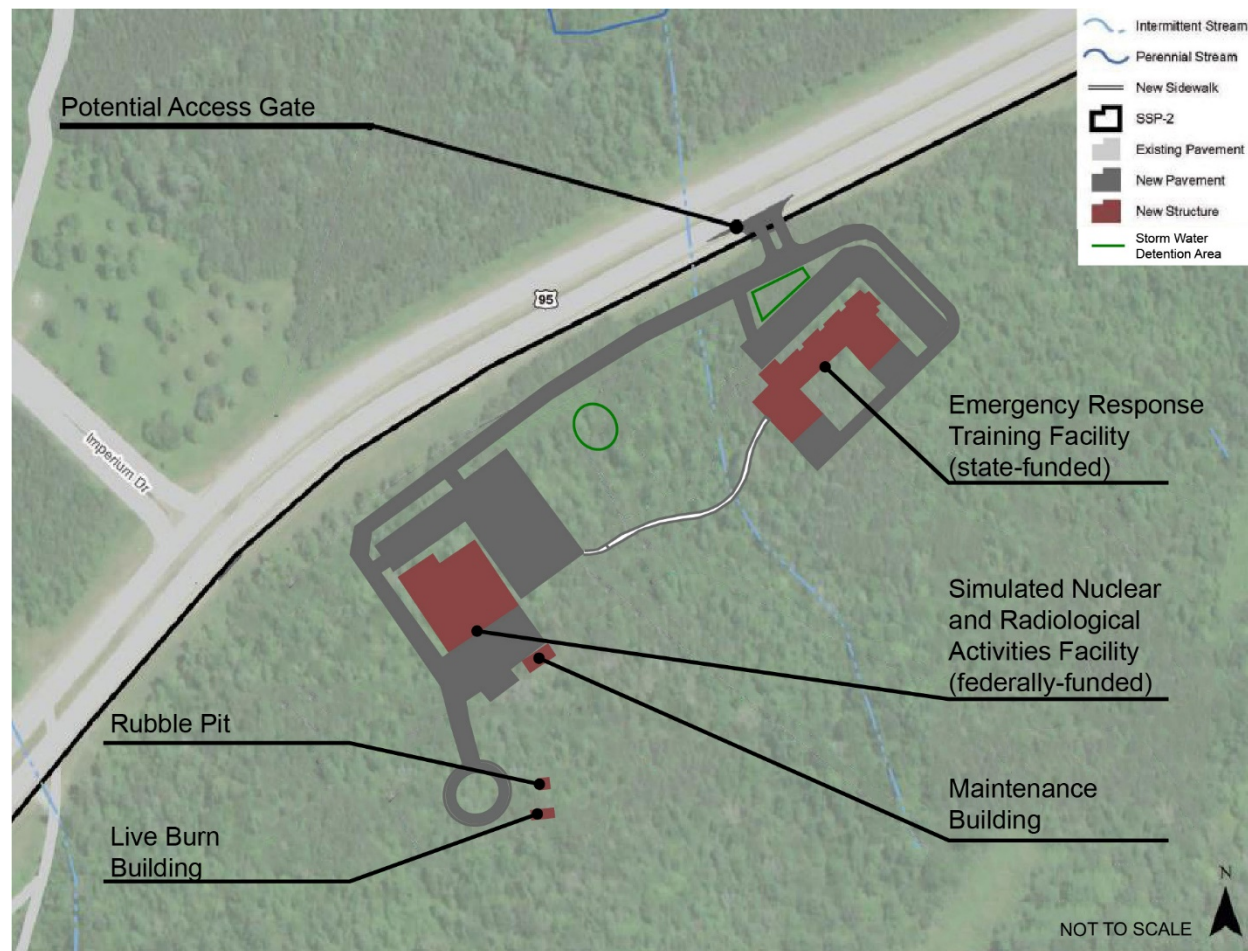 Intermittent Stream
Perennial Stream
New Sidewalk
SSP-2
Existing Pavement
New Pavement
New Structure
Storm Water
Detention Area
Potential Access Gate
95
Imperium Dr
Emergency Response
Training Facility
(state-funded)
Simulated Nuclear
and Radiological
Activities Facility
(federally-funded)
Rubble Pit
Maintenance
Building
Live Burn
Building
N
NOT TO SCALE